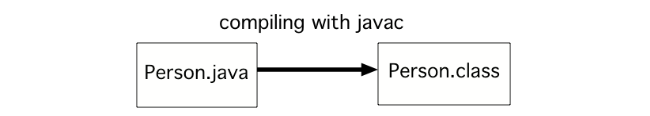 compiling with javac
Person.java
Person.class